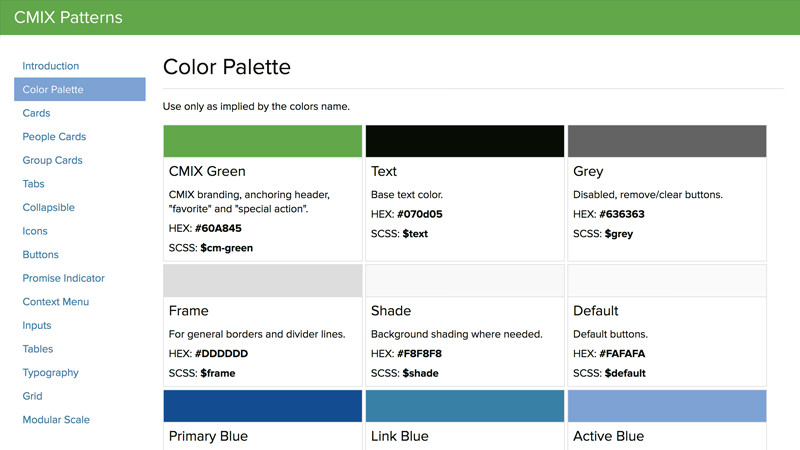 CMIX Patterns
Introduction
Color Palette
Cards
People Cards
Group Cards
Tabs
Collapsible
Icons
Buttons
Promise Indicator
Context Menu
Inputs
Tables
Typography
Grid
Modular Scale
Color Palette
Use only as implied by the colors name.
CMIX Green
CMIX branding, anchoring header,
"favorite" and "special action".
HEX: #60A845
SCSS: $cm-green
Text
Base text color.
HEX: #070d05
SCSS: $text
Grey
Disabled, remove/clear buttons.
HEX: #636363
SCSS: $grey
Frame
For general borders and divider lines.
HEX: #DDDDDD
SCSS: $frame
Shade
Background shading where needed.
HEX: #F8F8F8
SCSS: $shade
Default
Default buttons.
HEX: #FAFAFA
SCSS: $default
Primary Blue
Link Blue
Active Blue